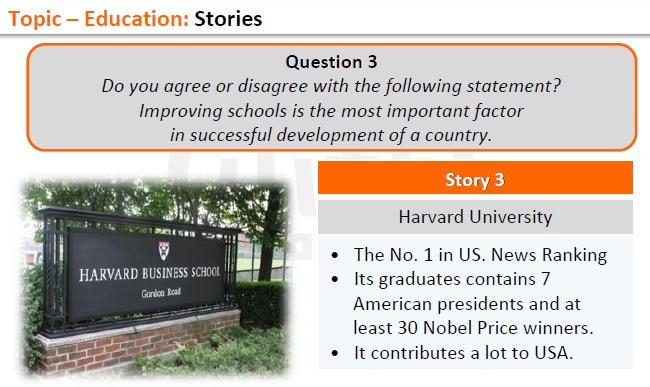 Topic – Education: Stories
Question 3
Do you agree or disagree with the following statement?
Improving schools is the most important factor
in successful development of a country.
Story 3
Harvard University
• The No. 1 in US. News Ranking
• Its graduates contains 7
American presidents and at
least 30 Nobel Price winners.
• It contributes a lot to USA.
HARVARD BUSINESS SCHOOL
Gordon Road